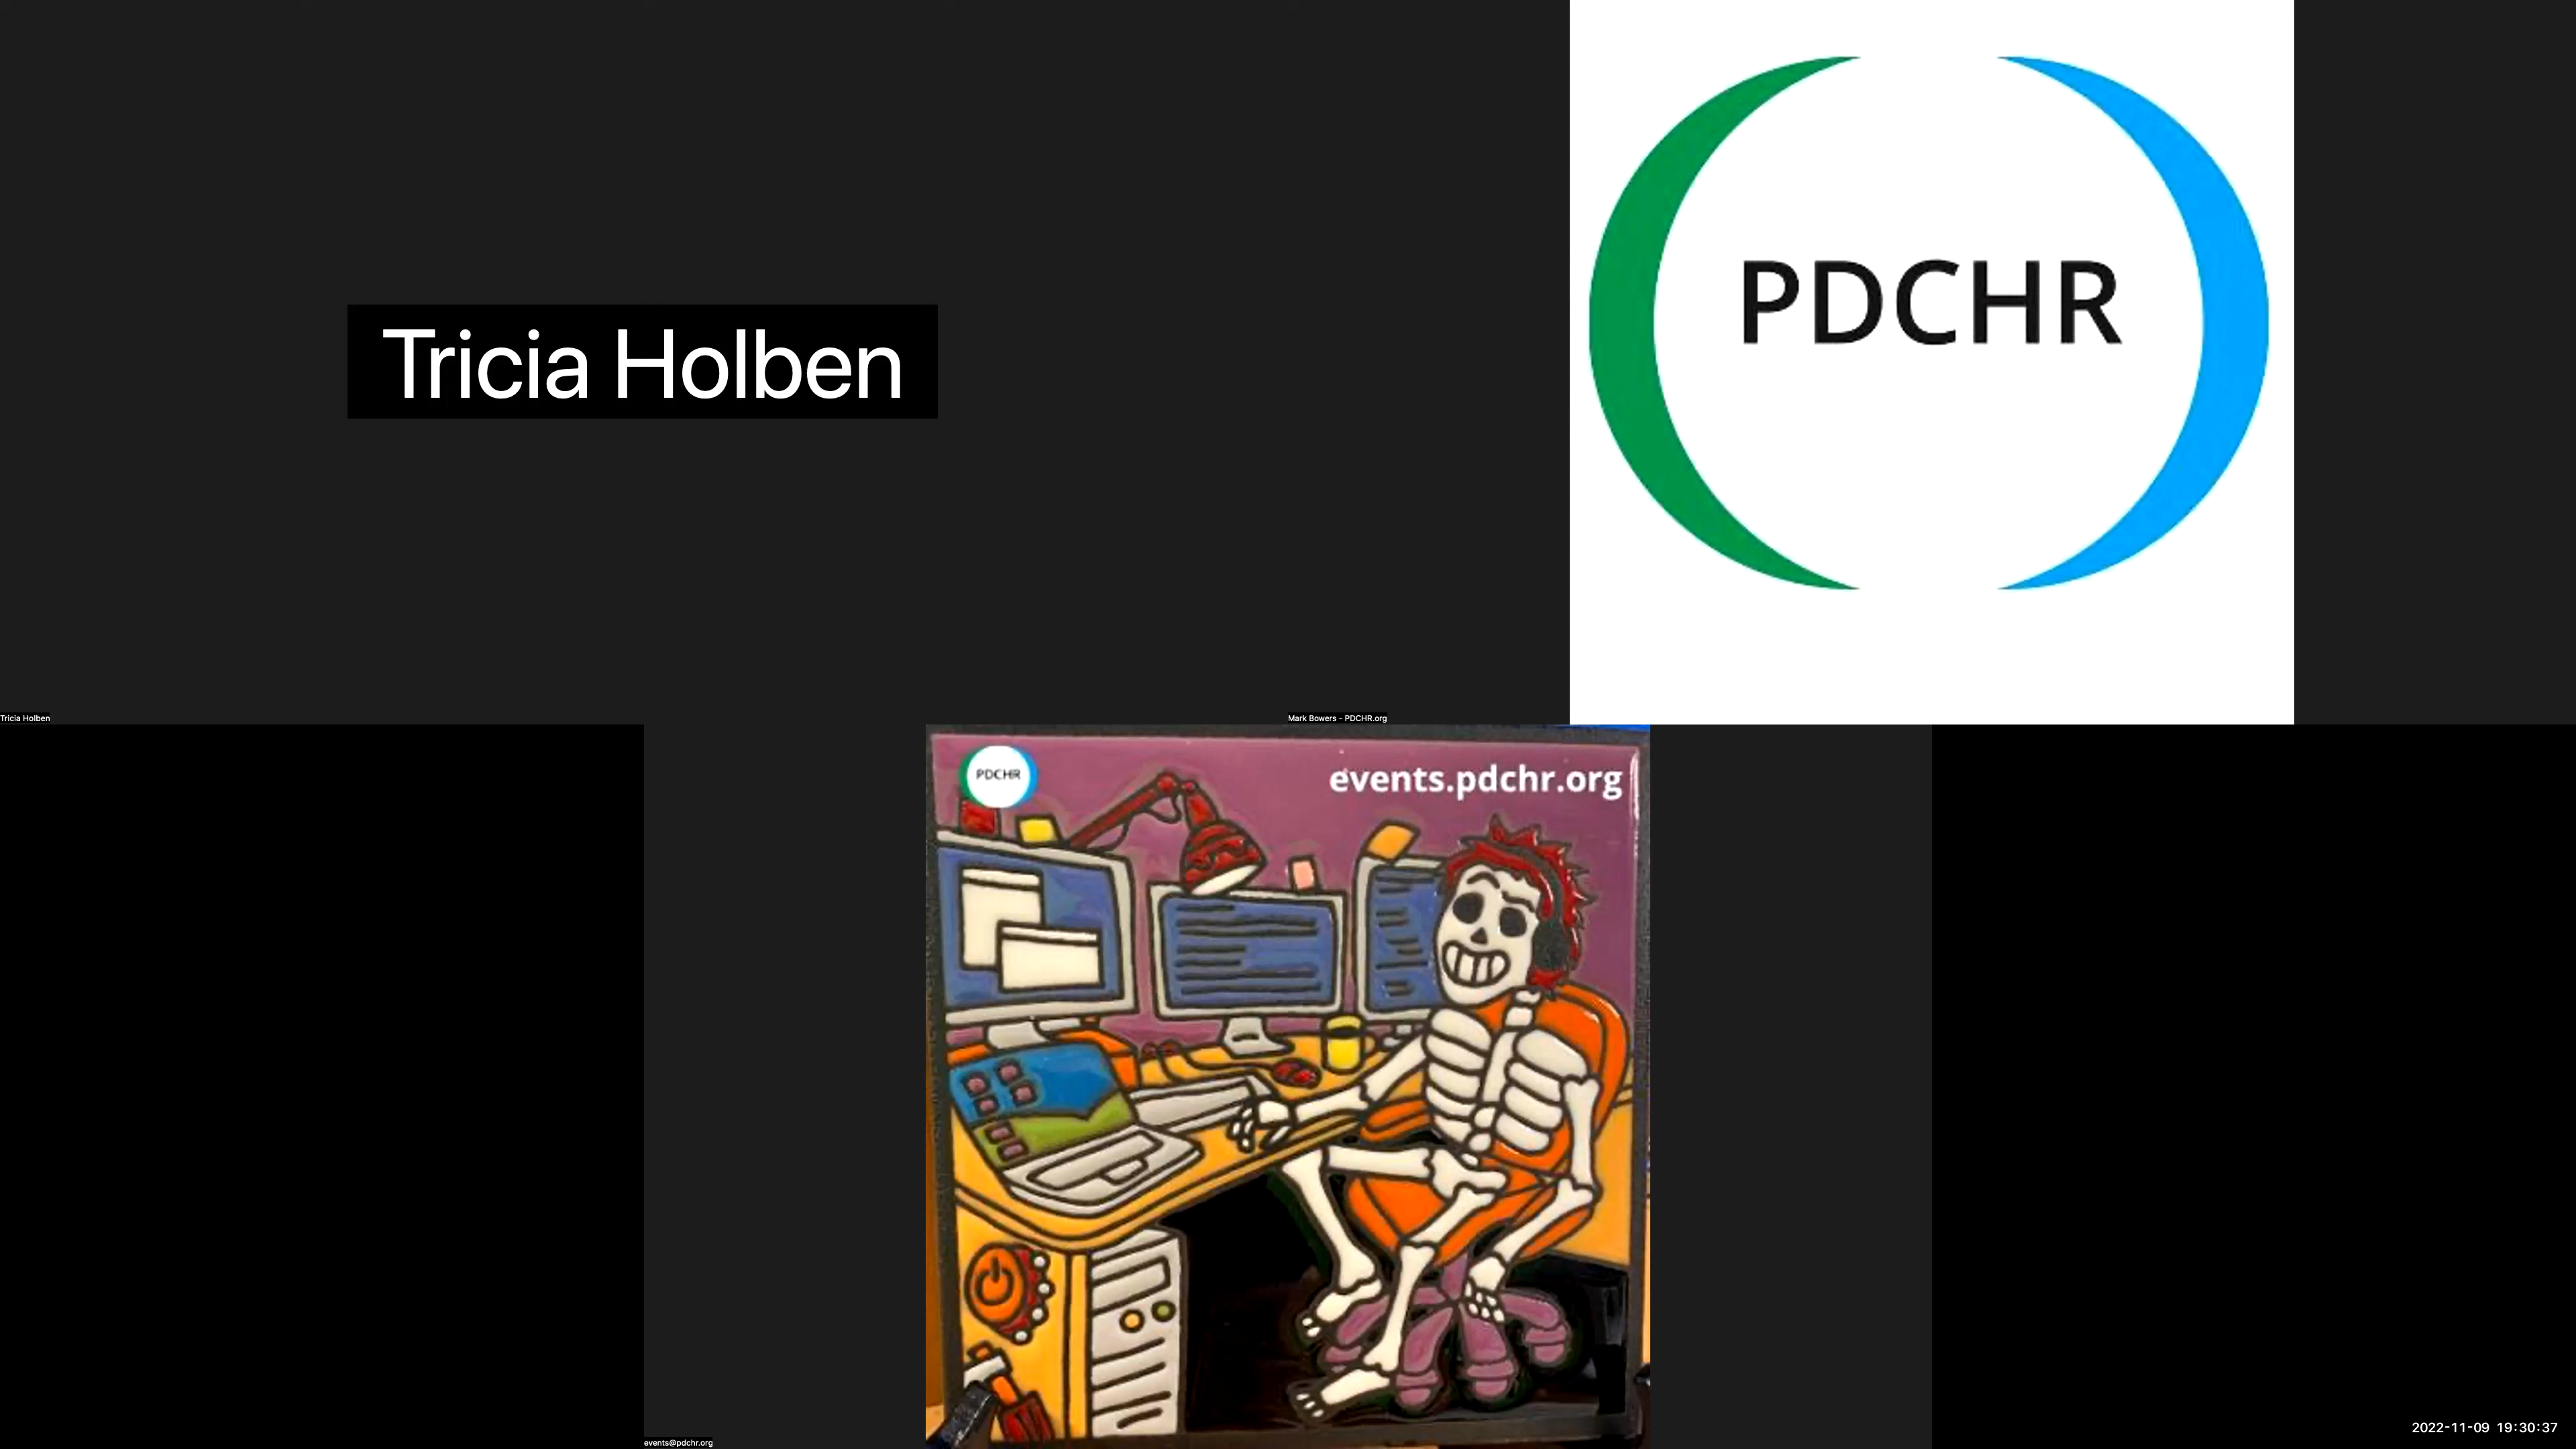 Tricia Holben
PDCHR
Tricia Holben
Mark Bowers - PDCHR.org
PDCHR
events.pdchr.org
events@pdchr.org
2022-11-09 19:30:37